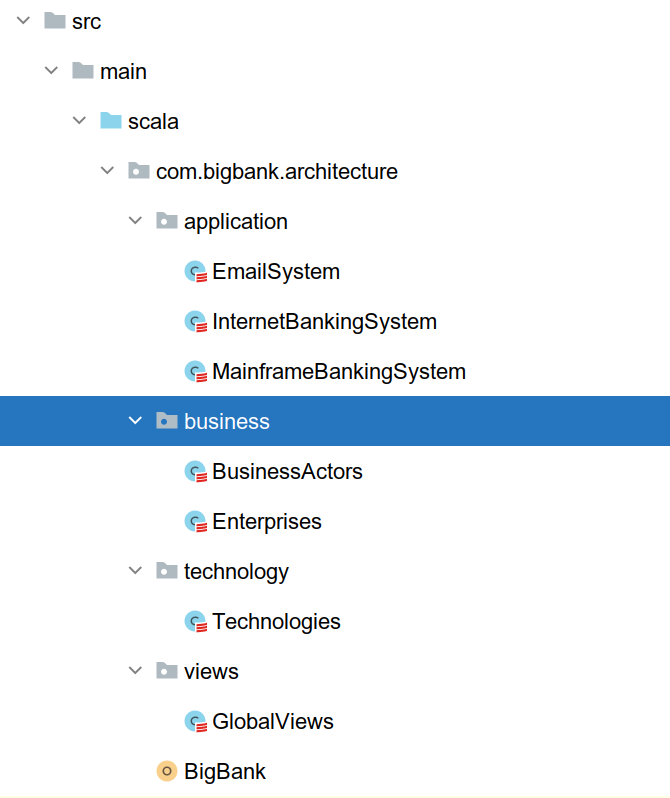 src
main
scala
com.bigbank.architecture
application
EmailSystem
InternetBankingSystem
MainframeBankingSystem
business
BusinessActors
Enterprises
technology
Technologies
views
GlobalViews
BigBank